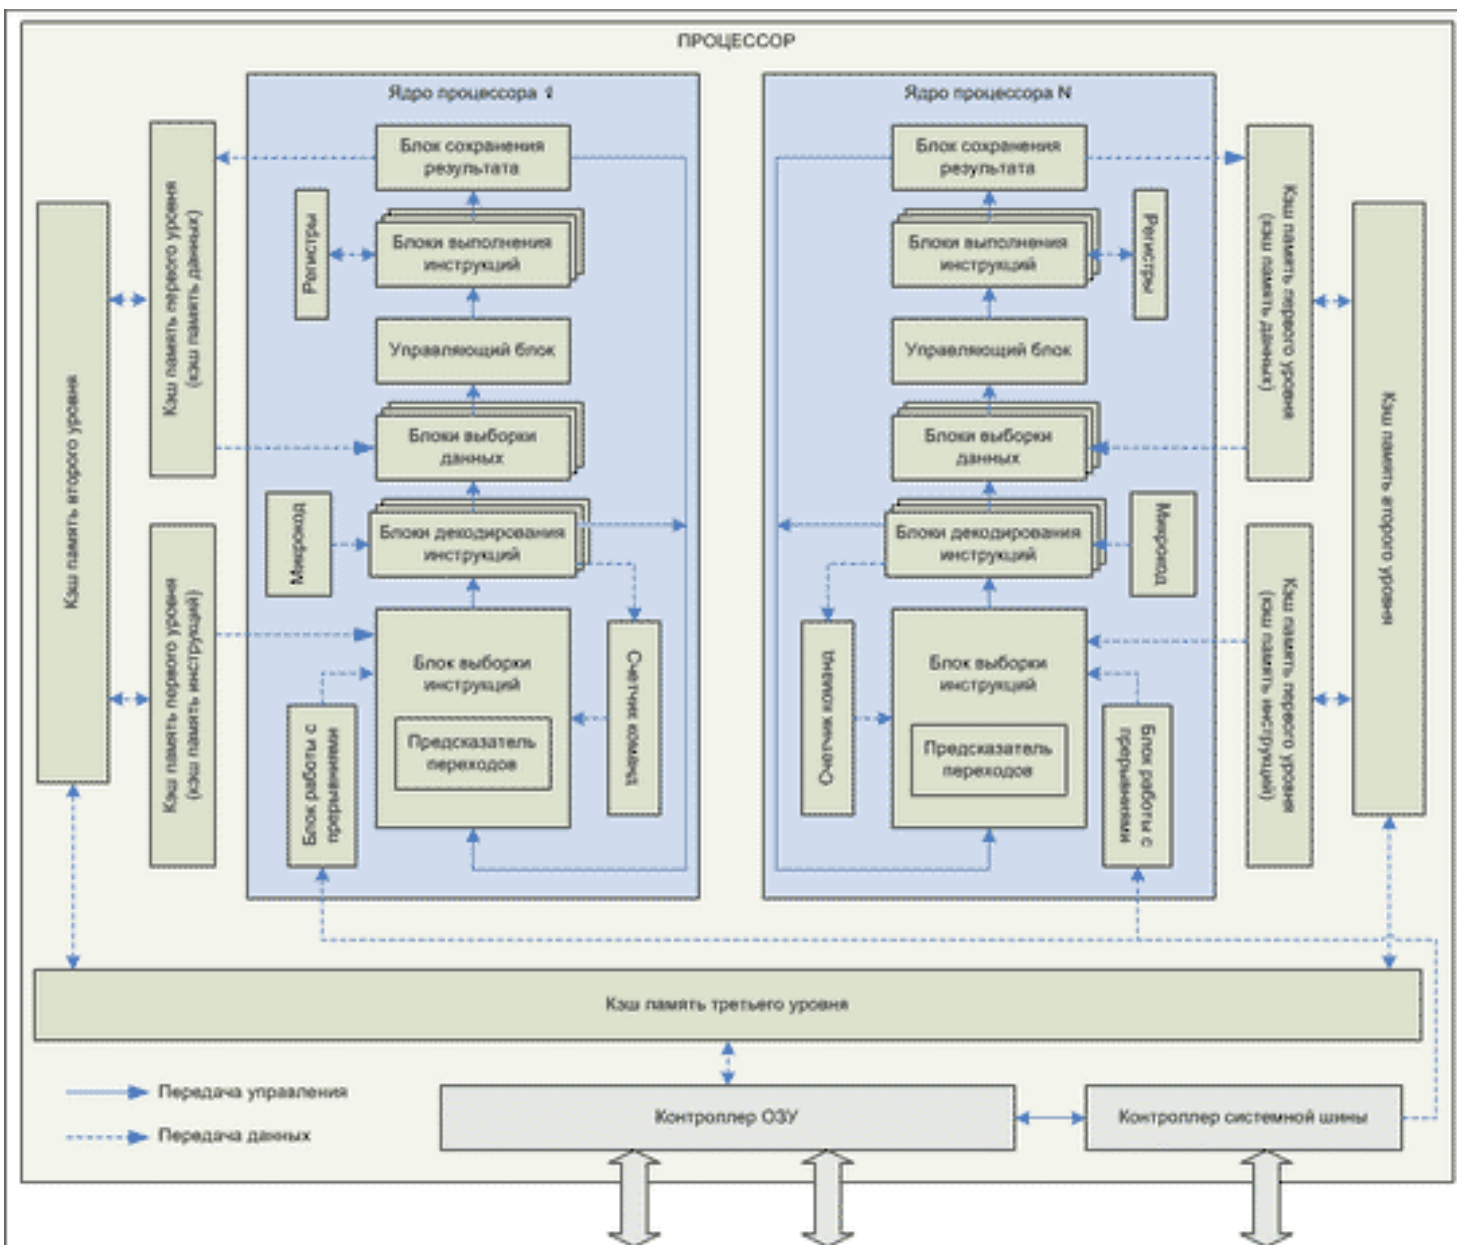 ПРОЦЕССОР
Ядро процессора 1
Блок сохранения
результата
Регистры
Блоки выполнения
инструкций
Управляющий блок
Блоки выборки
данных
Микрокод
Блоки декодирования
инструкций
Блок выборки
инструкций
Предсказатель
переходов
Счетчик команд
Блок работы с
прерываниями
Кэш память первого уровня
(кэш память данных)
Кэш память первого уровня
(кэш память инструкций)
Кэш память второго уровня
Ядро процессора N
Блок сохранения
результата
Регистры
Блоки выполнения
инструкций
Управляющий блок
Блоки выборки
данных
Микрокод
Блоки декодирования
инструкций
Блок выборки
инструкций
Предсказатель
переходов
Счетчик команд
Блок работы с
прерываниями
Кэш память первого уровня
(кэш память данных)
Кэш память первого уровня
(кэш память инструкций)
Кэш память второго уровня
Кэш память третьего уровня
Передача управления
Передача данных
Контроллер ОЗУ
Контроллер системной шины